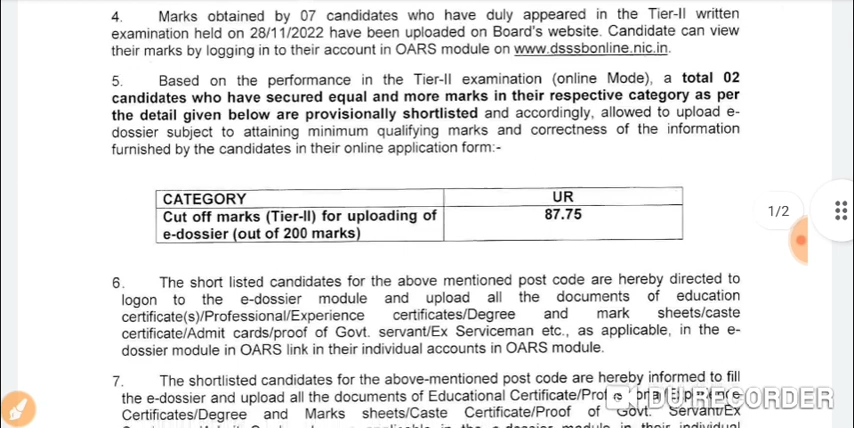 4. Marks obtained by 07 candidates who have duly appeared in the Tier-II written
examination held on 28/11/2022 have been uploaded on Board's website. Candidate can view
their marks by logging in to their account in OARS module on www.dsssbonline.nic.in.
5. Based on the performance in the Tier-II examination (online Mode), a total 02
candidates who have secured equal and more marks in their respective category as per
the detail given below are provisionally shortlisted and accordingly, allowed to upload e-
dossier subject to attaining minimum qualifying marks and correctness of the information
furnished by the candidates in their online application form:-
CATEGORY UR
Cut off marks (Tier-II) for uploading of 87.75
e-dossier (out of 200 marks)
1/2
6. The short listed candidates for the above mentioned post code are hereby directed to
logon to the e-dossier module and upload all the documents of education
certificate(s)/Professional/Experience certificates/Degree and mark sheets/caste
certificate/Admit cards/proof of Govt. servant/Ex Serviceman etc., as applicable, in the e-
dossier module in OARS link in their individual accounts in OARS module.
7. The shortlisted candidates for the above-mentioned post code are hereby informed to fill
the e-dossier and upload all the documents of Educational Certificate/
RECORDER
Certificates/Degree and Marks sheets/Caste Certificate/Proof of Govt. Servant/Ex
in their individual